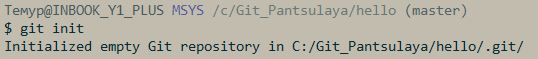 Темур@INBOOK_Y1_PLUS MSYS /c/Git_Pantsulaya/hello (master)
$ git init
Initialized empty Git repository in C:/Git_Pantsulaya/hello/.git/